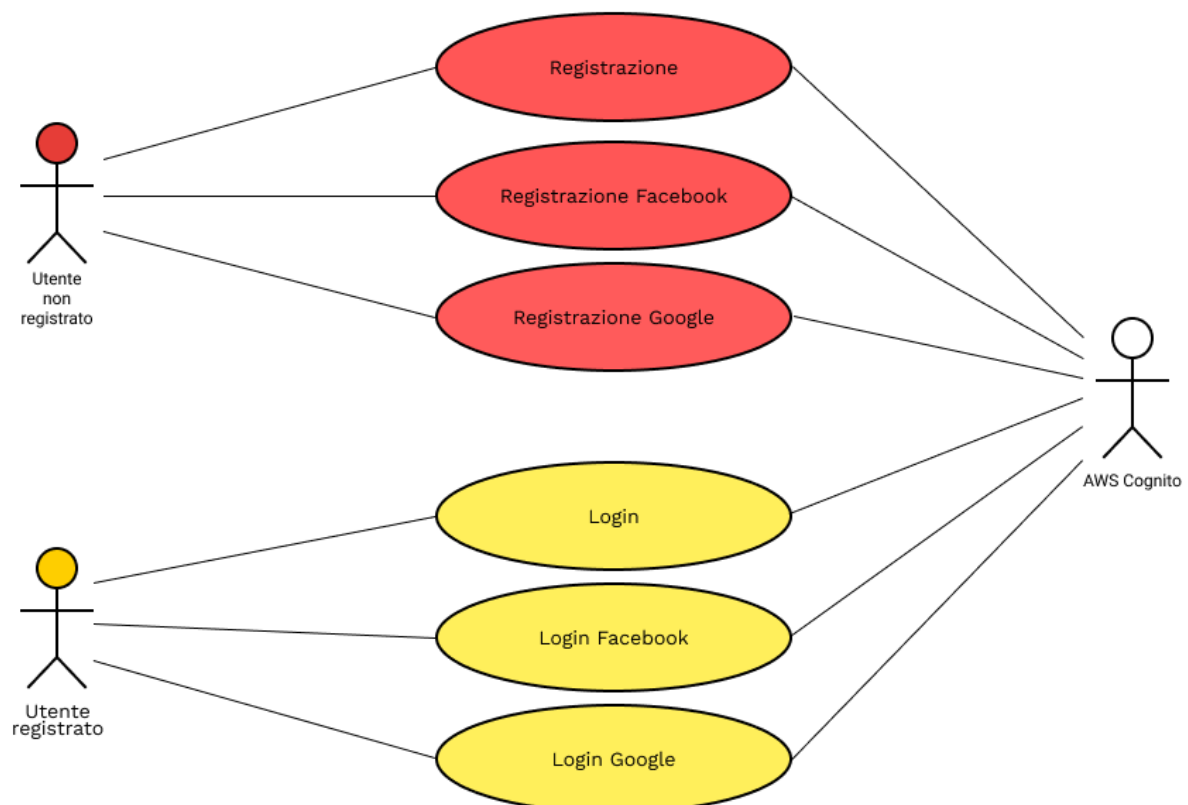 Registrazione
Registrazione Facebook
Utente
non
registrato
Registrazione Google
AWS Cognito
Login
Login Facebook
Utente
registrato
Login Google